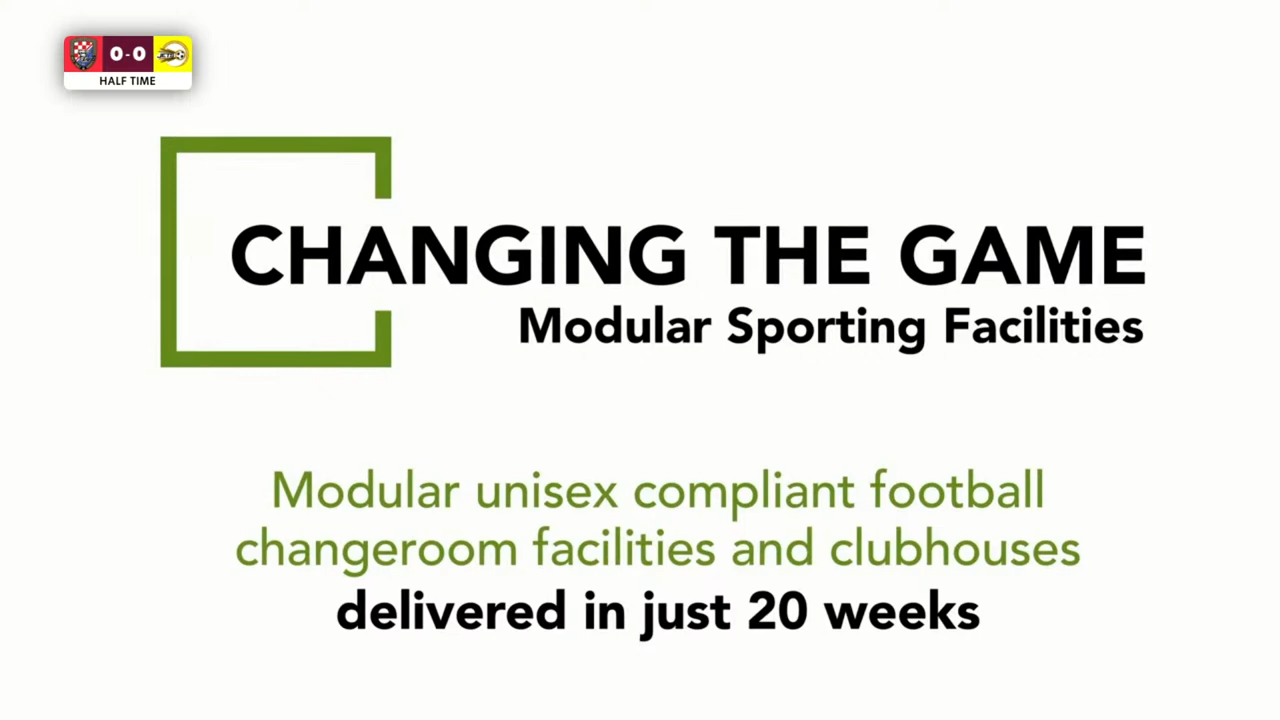 0-0
HALF TIME
CHANGING THE GAME
Modular Sporting Facilities
Modular unisex compliant football
changeroom facilities and clubhouses
delivered in just 20 weeks